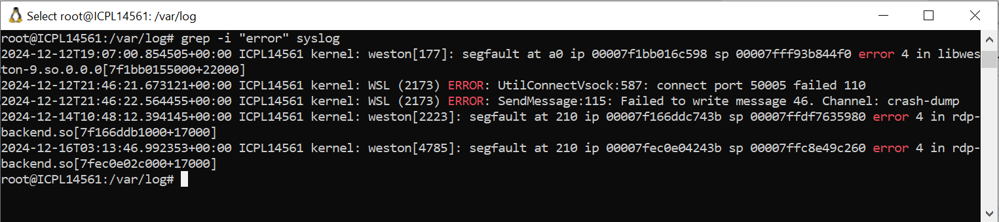 Select root@ICPL14561: /var/log
root@ICPL14561:/var/log# grep -i "error" syslog
2024-12-12T19:07:00.854505+00:00 ICPL14561 kernel: weston[177]: segfault at a0 ip 00007f1bb016c598 sp 00007fff93b844f0 error 4 in libwes
ton-9.so.0.0.0[7f1bb0155000+22000]
2024-12-12T21:46:21.673121+00:00 ICPL14561 kernel: WSL (2173) ERROR: UtilConnectVsock:587: connect port 50005 failed 110
2024-12-12T21:46:22.564455+00:00 ICPL14561 kernel: WSL (2173) ERROR: SendMessage:115: Failed to write message 46. Channel: crash-dump
2024-12-14T10:48:12.394145+00:00 ICPL14561 kernel: weston[2223]: segfault at 210 ip 00007f166ddc743b sp 00007ffdf7635980 error 4 in rdp-
backend.so[7f166ddb1000+17000]
2024-12-16T03:13:46.992353+00:00 ICPL14561 kernel: weston[4785]: segfault at 210 ip 00007fec0e04243b sp 00007ffc8e49c260 error 4 in rdp-
backend.so[7fec0e02c000+17000]
root@ICPL14561:/var/log#